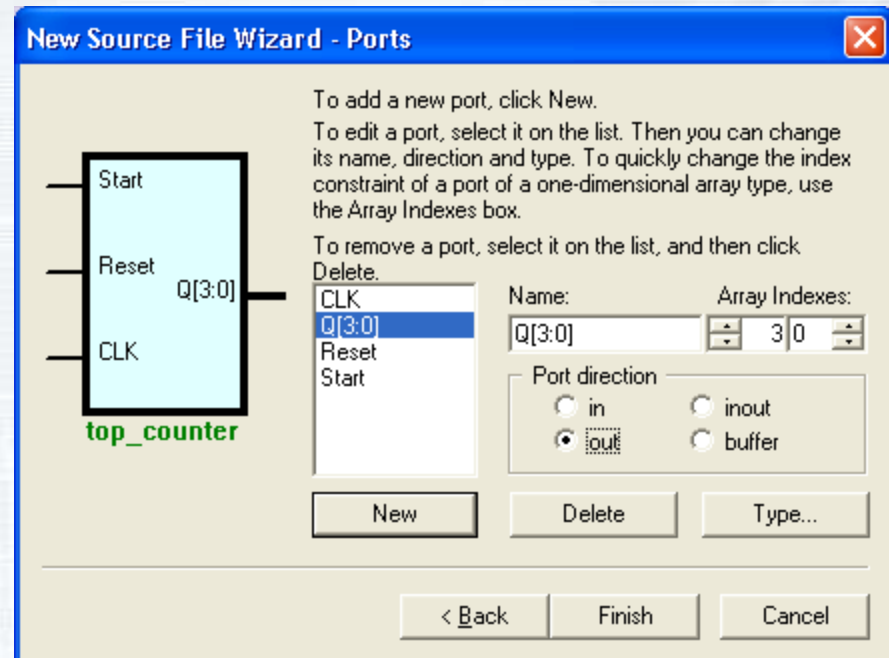 New Source File Wizard - Ports
To add a new port, click New.
To edit a port, select it on the list. Then you can change
its name, direction and type. To quickly change the index
constraint of a port of a one-dimensional array type, use
the Array Indexes box.
To remove a port, select it on the list, and then click
Delete.
Start
Reset
Q[3:0]
CLK
top_counter
CLK
Q[3:0]
Reset
Start
Name:
Array Indexes:
Q[3:0]
3 0
Port direction
in
inout
out
buffer
New
Delete
Type...
< Back
Finish
Cancel